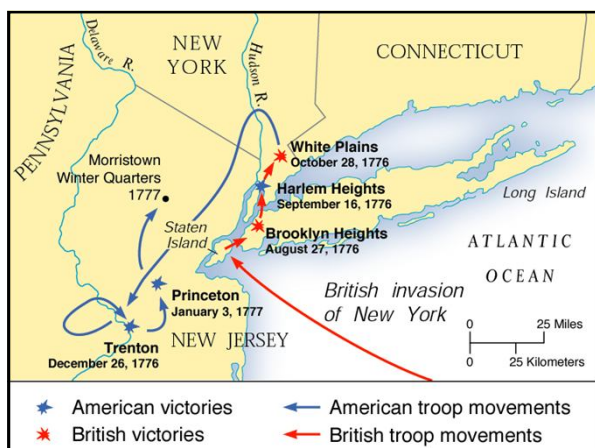 Delaware R.
NEW
YORK
Hudson R.
CONNECTICUT
PENNSYLVANIA
White Plains
October 28, 1776
Morristown
Winter Quarters
1777
Harlem Heights
September 16, 1776
Long Island
Staten
Island
Brooklyn Heights
August 27, 1776
ATLANTIC
OCEAN
Princeton
January 3, 1777
British invasion
of New York
NEW JERSEY
Trenton
December 26, 1776
0 25 Miles
0 25 Kilometers
American victories
American troop movements
British victories
British troop movements